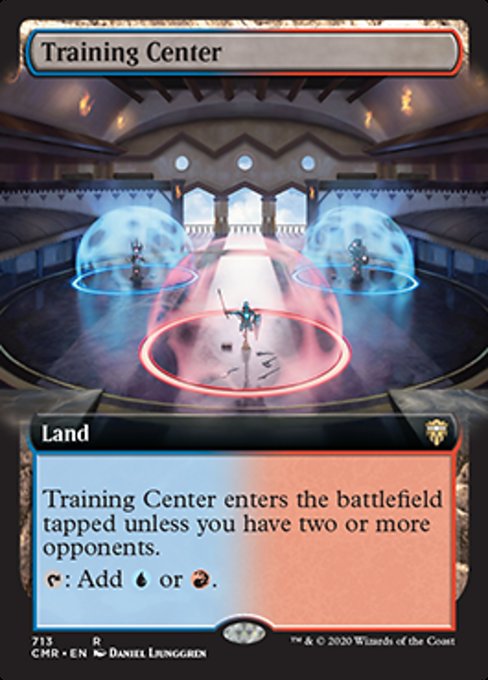 Training Center
Land
Training Center enters the battlefield
tapped unless you have two or more
opponents.
: Add or .
713 R
CMR • EN Daniel Ljunggren
™ & © 2020 Wizards of the Coast